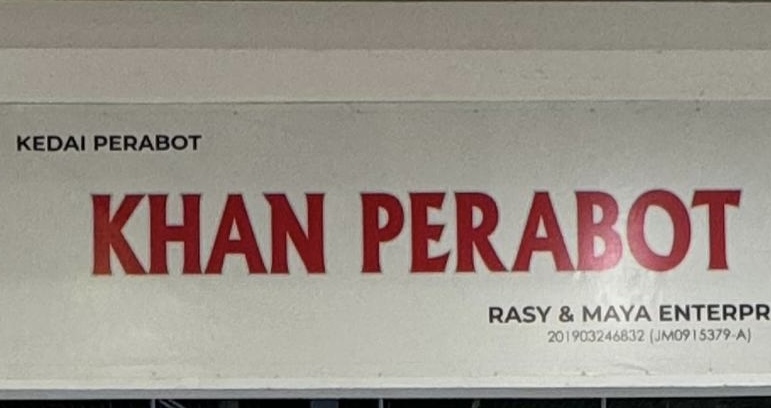 KEDAI PERABOT
KHAN PERABOT
RASY & MAYA ENTERPR
201903246832 (JM0915379-A)